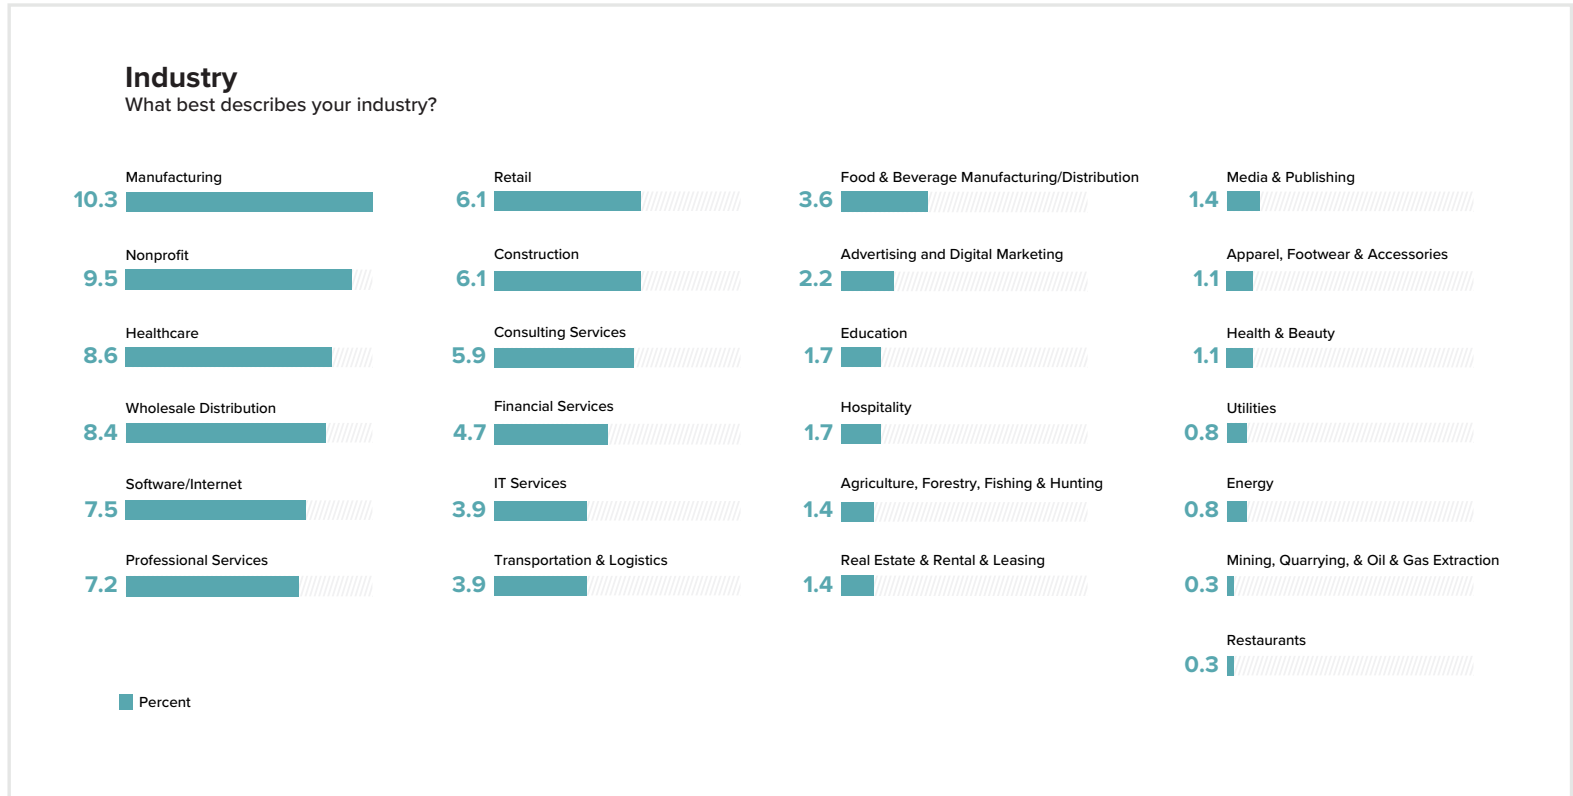 Industry
What best describes your industry?
Manufacturing
10.3
Nonprofit
9.5
Healthcare
8.6
Wholesale Distribution
8.4
Software/Internet
7.5
Professional Services
7.2
Retail
6.1
Construction
6.1
Consulting Services
5.9
Financial Services
4.7
IT Services
3.9
Transportation & Logistics
3.9
Food & Beverage Manufacturing/Distribution
3.6
Advertising and Digital Marketing
2.2
Education
1.7
Hospitality
1.7
Agriculture, Forestry, Fishing & Hunting
1.4
Real Estate & Rental & Leasing
1.4
Media & Publishing
1.4
Apparel, Footwear & Accessories
1.1
Health & Beauty
1.1
Utilities
0.8
Energy
0.8
Mining, Quarrying, & Oil & Gas Extraction
0.3
Restaurants
0.3
Percent